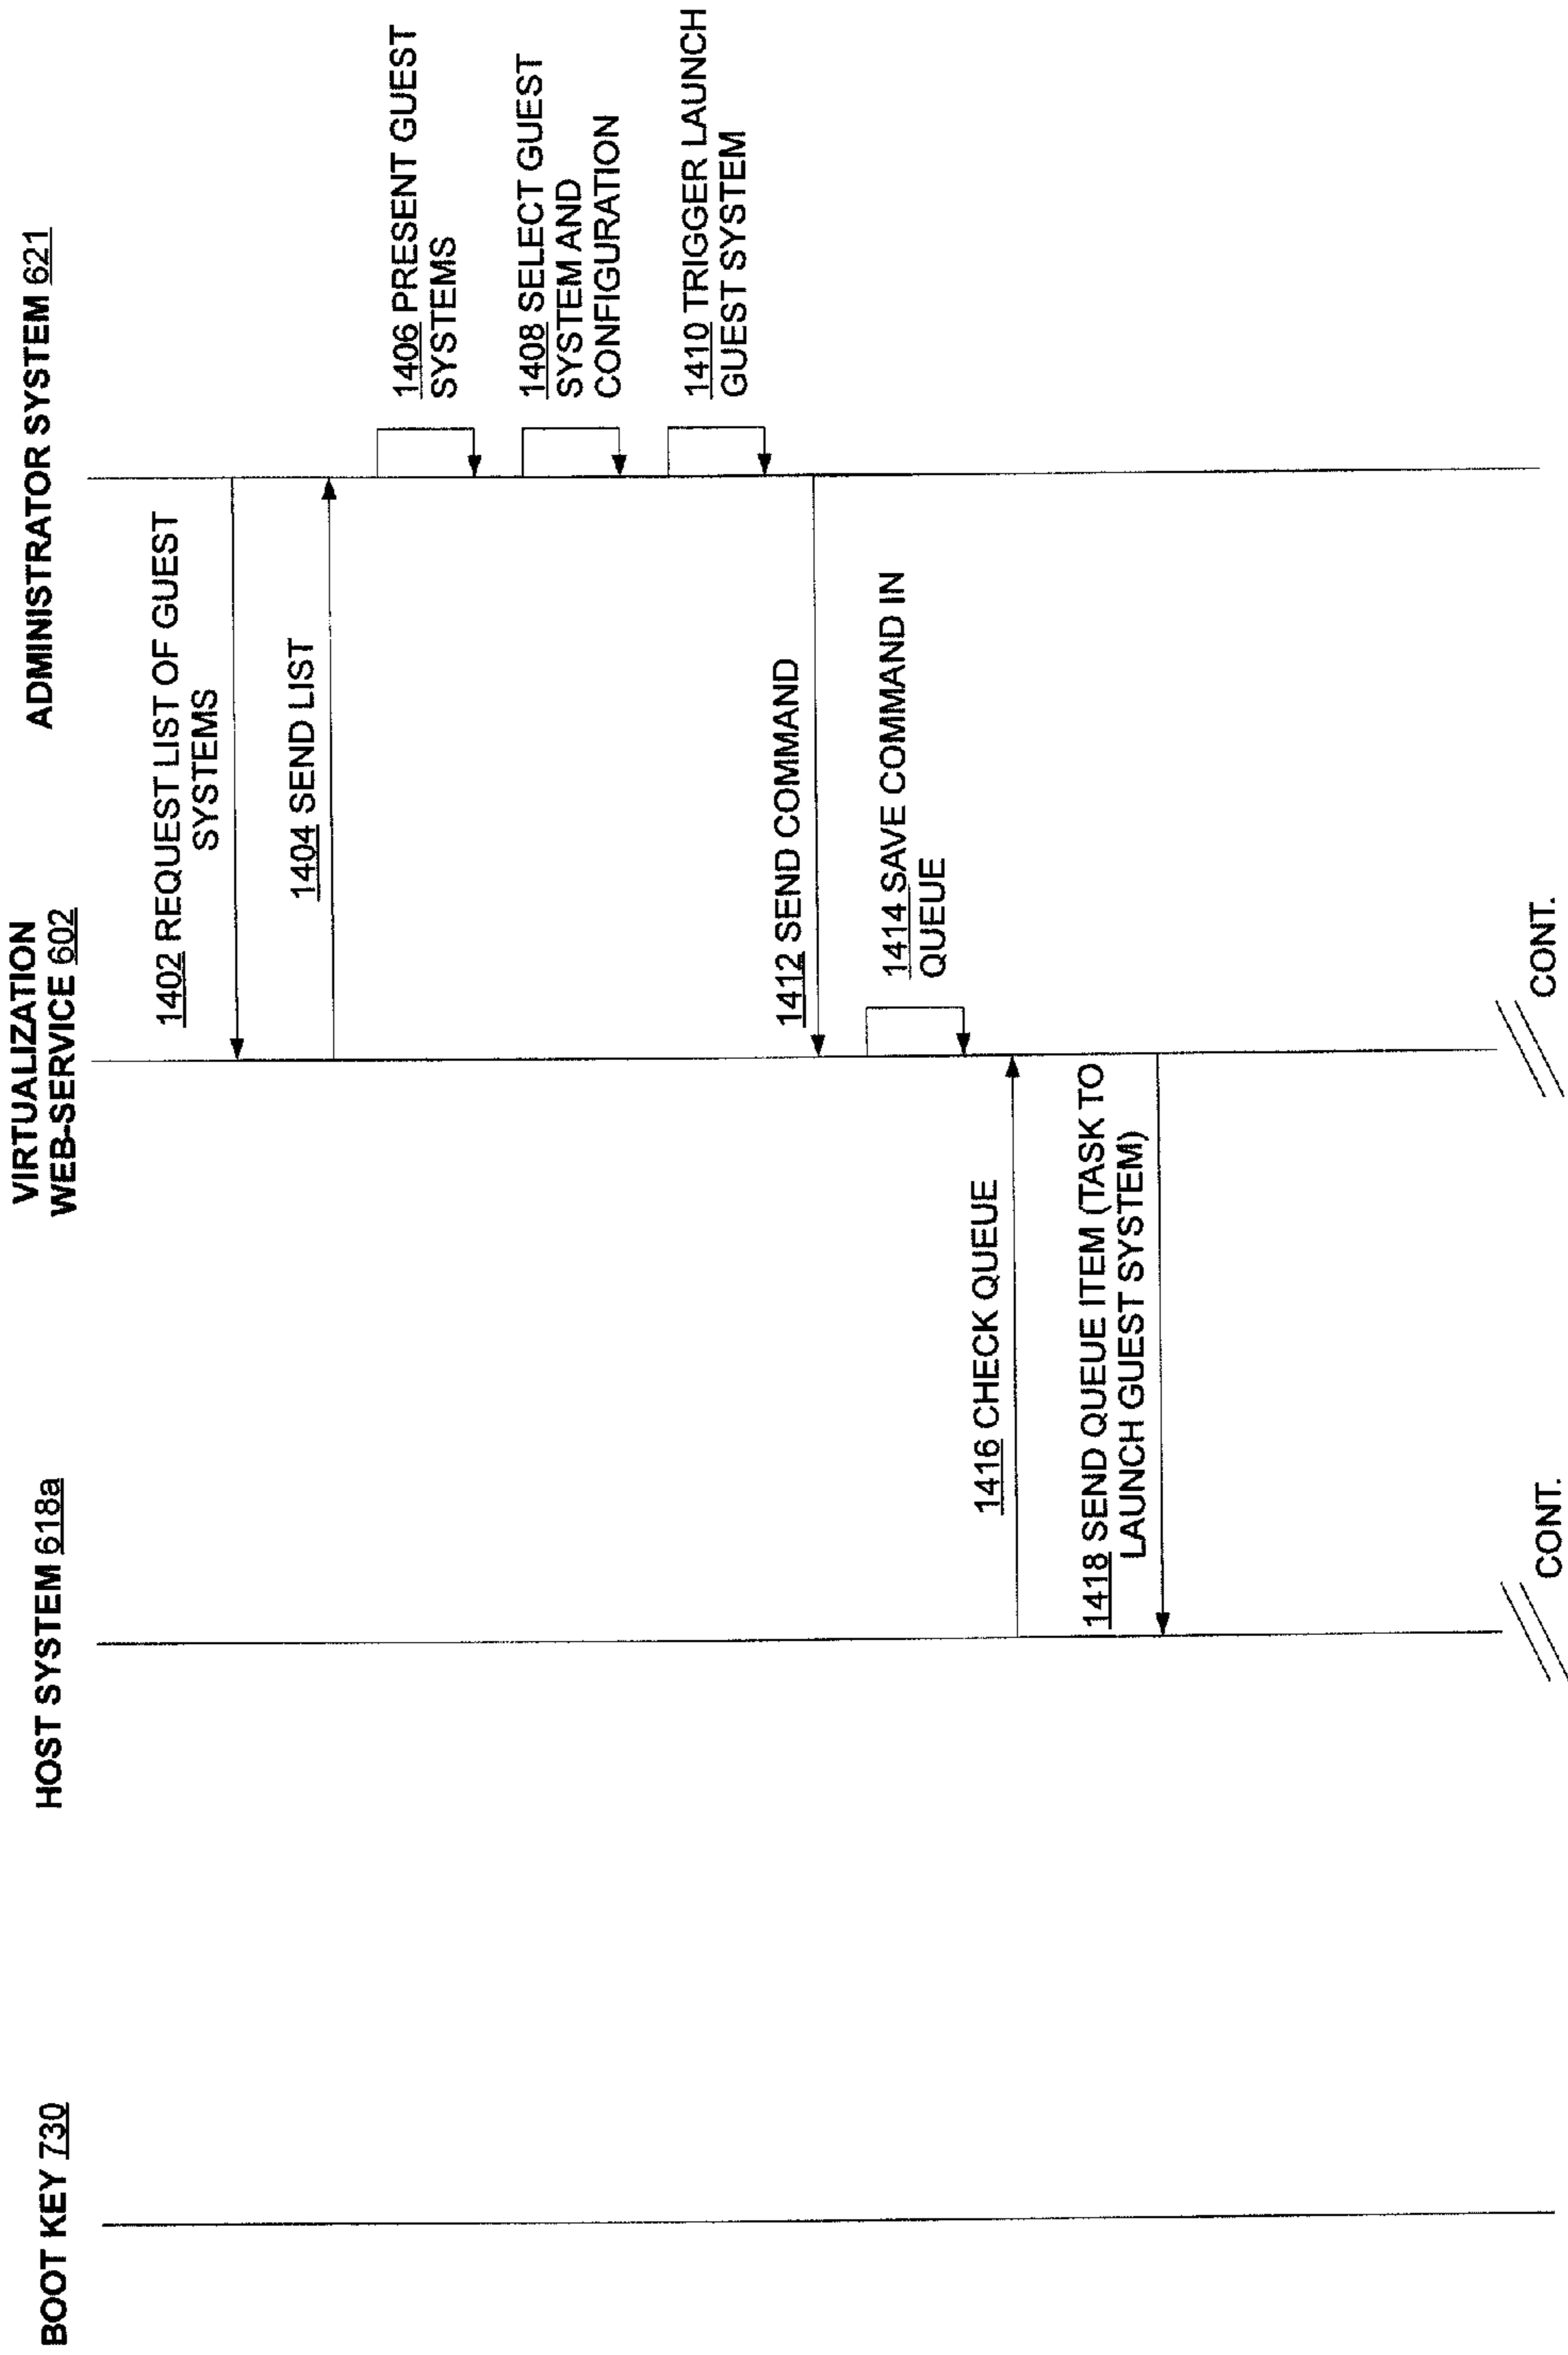 BOOT KEY 730
HOST SYSTEM 618a
VIRTUALIZATION
WEB-SERVICE 602
ADMINISTRATOR SYSTEM 621
1402 REQUEST LIST OF GUEST
SYSTEMS
1404 SEND LIST
1406 PRESENT GUEST
SYSTEMS
1408 SELECT GUEST
SYSTEM AND
CONFIGURATION
1410 TRIGGER LAUNCH
GUEST SYSTEM
1412 SEND COMMAND
1414 SAVE COMMAND IN
QUEUE
1416 CHECK QUEUE
1418 SEND QUEUE ITEM (TASK TO
LAUNCH GUEST SYSTEM)
CONT.
CONT.